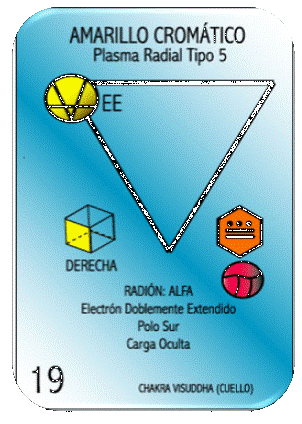 AMARILLO CROMÁTICO
Plasma Radial Tipo 5
EE
DERECHA
RADIÓN: ALFA
Electrón Doblemente Extendido
Polo Sur
Carga Oculta
19
CHAKRA VISUDDHA (CUELLO)